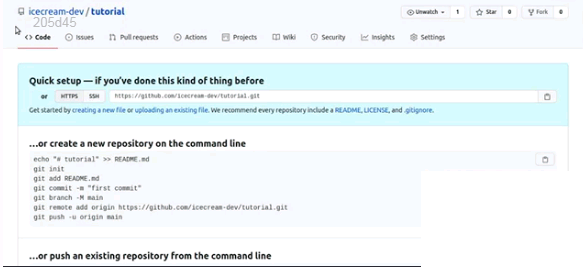 icecream-dev / tutorial
Unwatch 1 Star 0 Fork 0
205d45
Code Issues Pull requests Actions Projects Wiki Security Insights Settings
Quick setup — if you've done this kind of thing before
or HTTPS SSH https://github.com/icecream-dev/tutorial.git
Get started by creating a new file or uploading an existing file. We recommend every repository include a README, LICENSE, and .gitignore.
...or create a new repository on the command line
echo "# tutorial" >> README.md
git init
git add README.md
git commit -m "first commit"
git branch -M main
git remote add origin https://github.com/icecream-dev/tutorial.git
git push -u origin main
...or push an existing repository from the command line